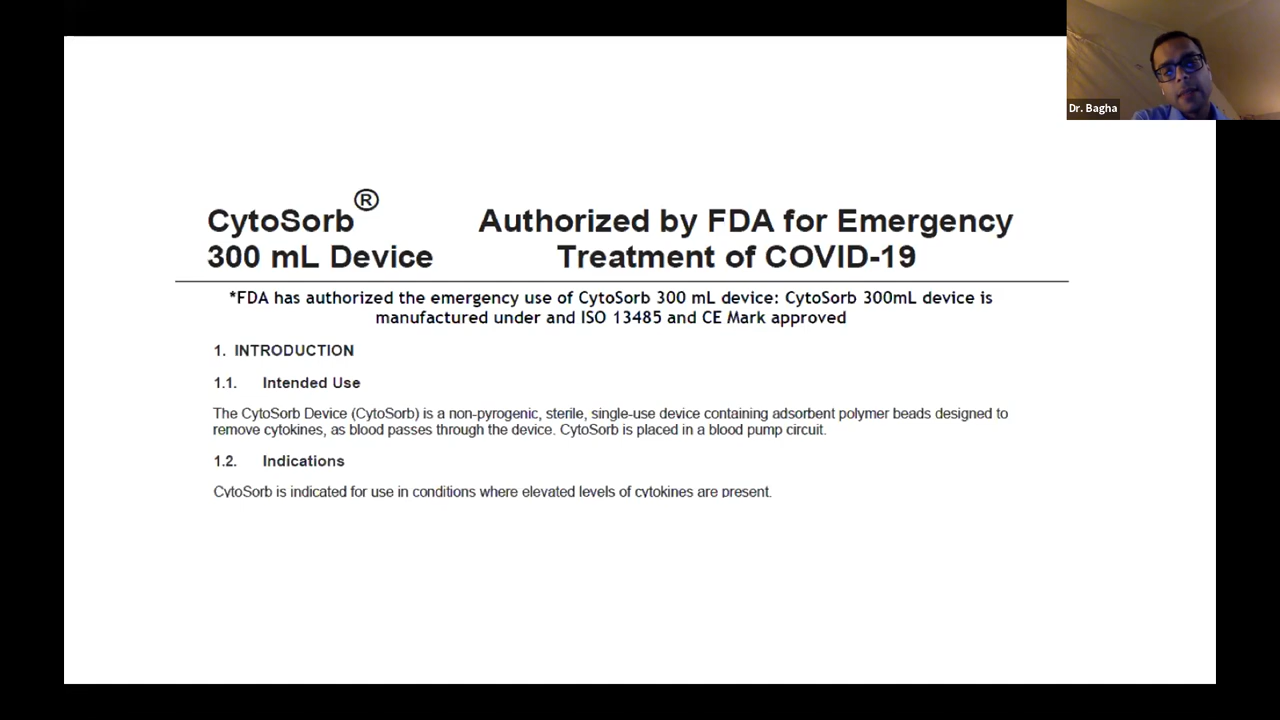 Dr. Bagha
CytoSorb®
300 mL Device
Authorized by FDA for Emergency
Treatment of COVID-19
*FDA has authorized the emergency use of CytoSorb 300 mL device: CytoSorb 300mL device is
manufactured under and ISO 13485 and CE Mark approved
1. INTRODUCTION
1.1. Intended Use
The CytoSorb Device (CytoSorb) is a non-pyrogenic, sterile, single-use device containing adsorbent polymer beads designed to
remove cytokines, as blood passes through the device. CytoSorb is placed in a blood pump circuit.
1.2. Indications
CytoSorb is indicated for use in conditions where elevated levels of cytokines are present.